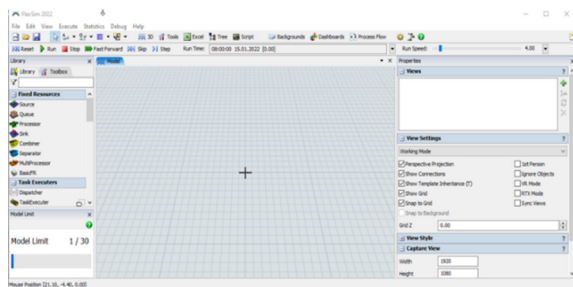 FlexSim 2022
File Edit View Execute Statistics Debug Help
3D Tools Excel Tree Script Backgrounds Dashboards Process Flow
Reset Run Stop Fast Forward Skip Step Run Time: 08:00:00 15.01.2022 [0.00] Run Speed: 4.00
Library
Model
Properties
Library Toolbox
Views
Fixed Resources
Source
Queue
Processor
Sink
Combiner
Separator
MultiProcessor
BasicFR
Task Executers
Dispatcher
TaskExecuter
View Settings
Working Mode
Perspective Projection
1st Person
Show Connections
Ignore Objects
Show Template Inheritance (T)
VR Mode
Show Grid
RTX Mode
Snap to Grid
Sync Views
Snap to Background
Grid Z 0.00
Model Limit
Model Limit 1 / 30
View Style
Capture View
Width 1920
Height 1080
Mouse Position [21.10, -4.40, 0.00]